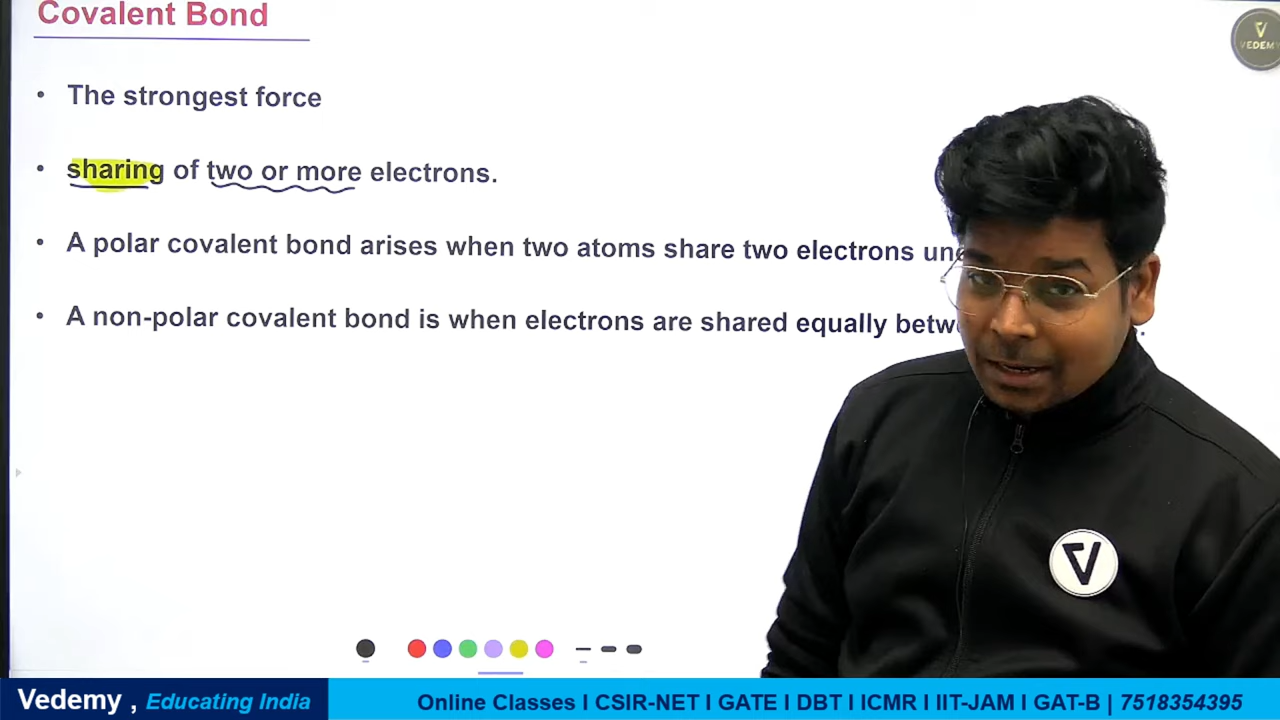 Covalent Bond
VEDEMY
• The strongest force
• sharing of two or more electrons.
• A polar covalent bond arises when two atoms share two electrons
• A non-polar covalent bond is when electrons are shared equally
Vedemy , Educating India
Online Classes I CSIR-NET I GATE I DBT I ICMR I IIT-JAM I GAT-B | 7518354395